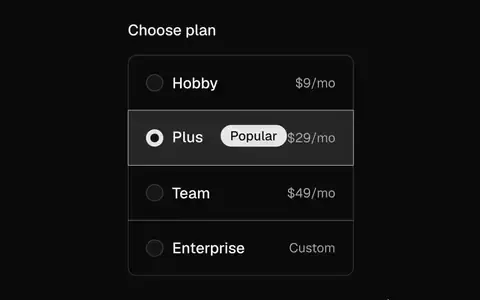 Choose plan
Hobby $9/mo
Plus Popular $29/mo
Team $49/mo
Enterprise Custom